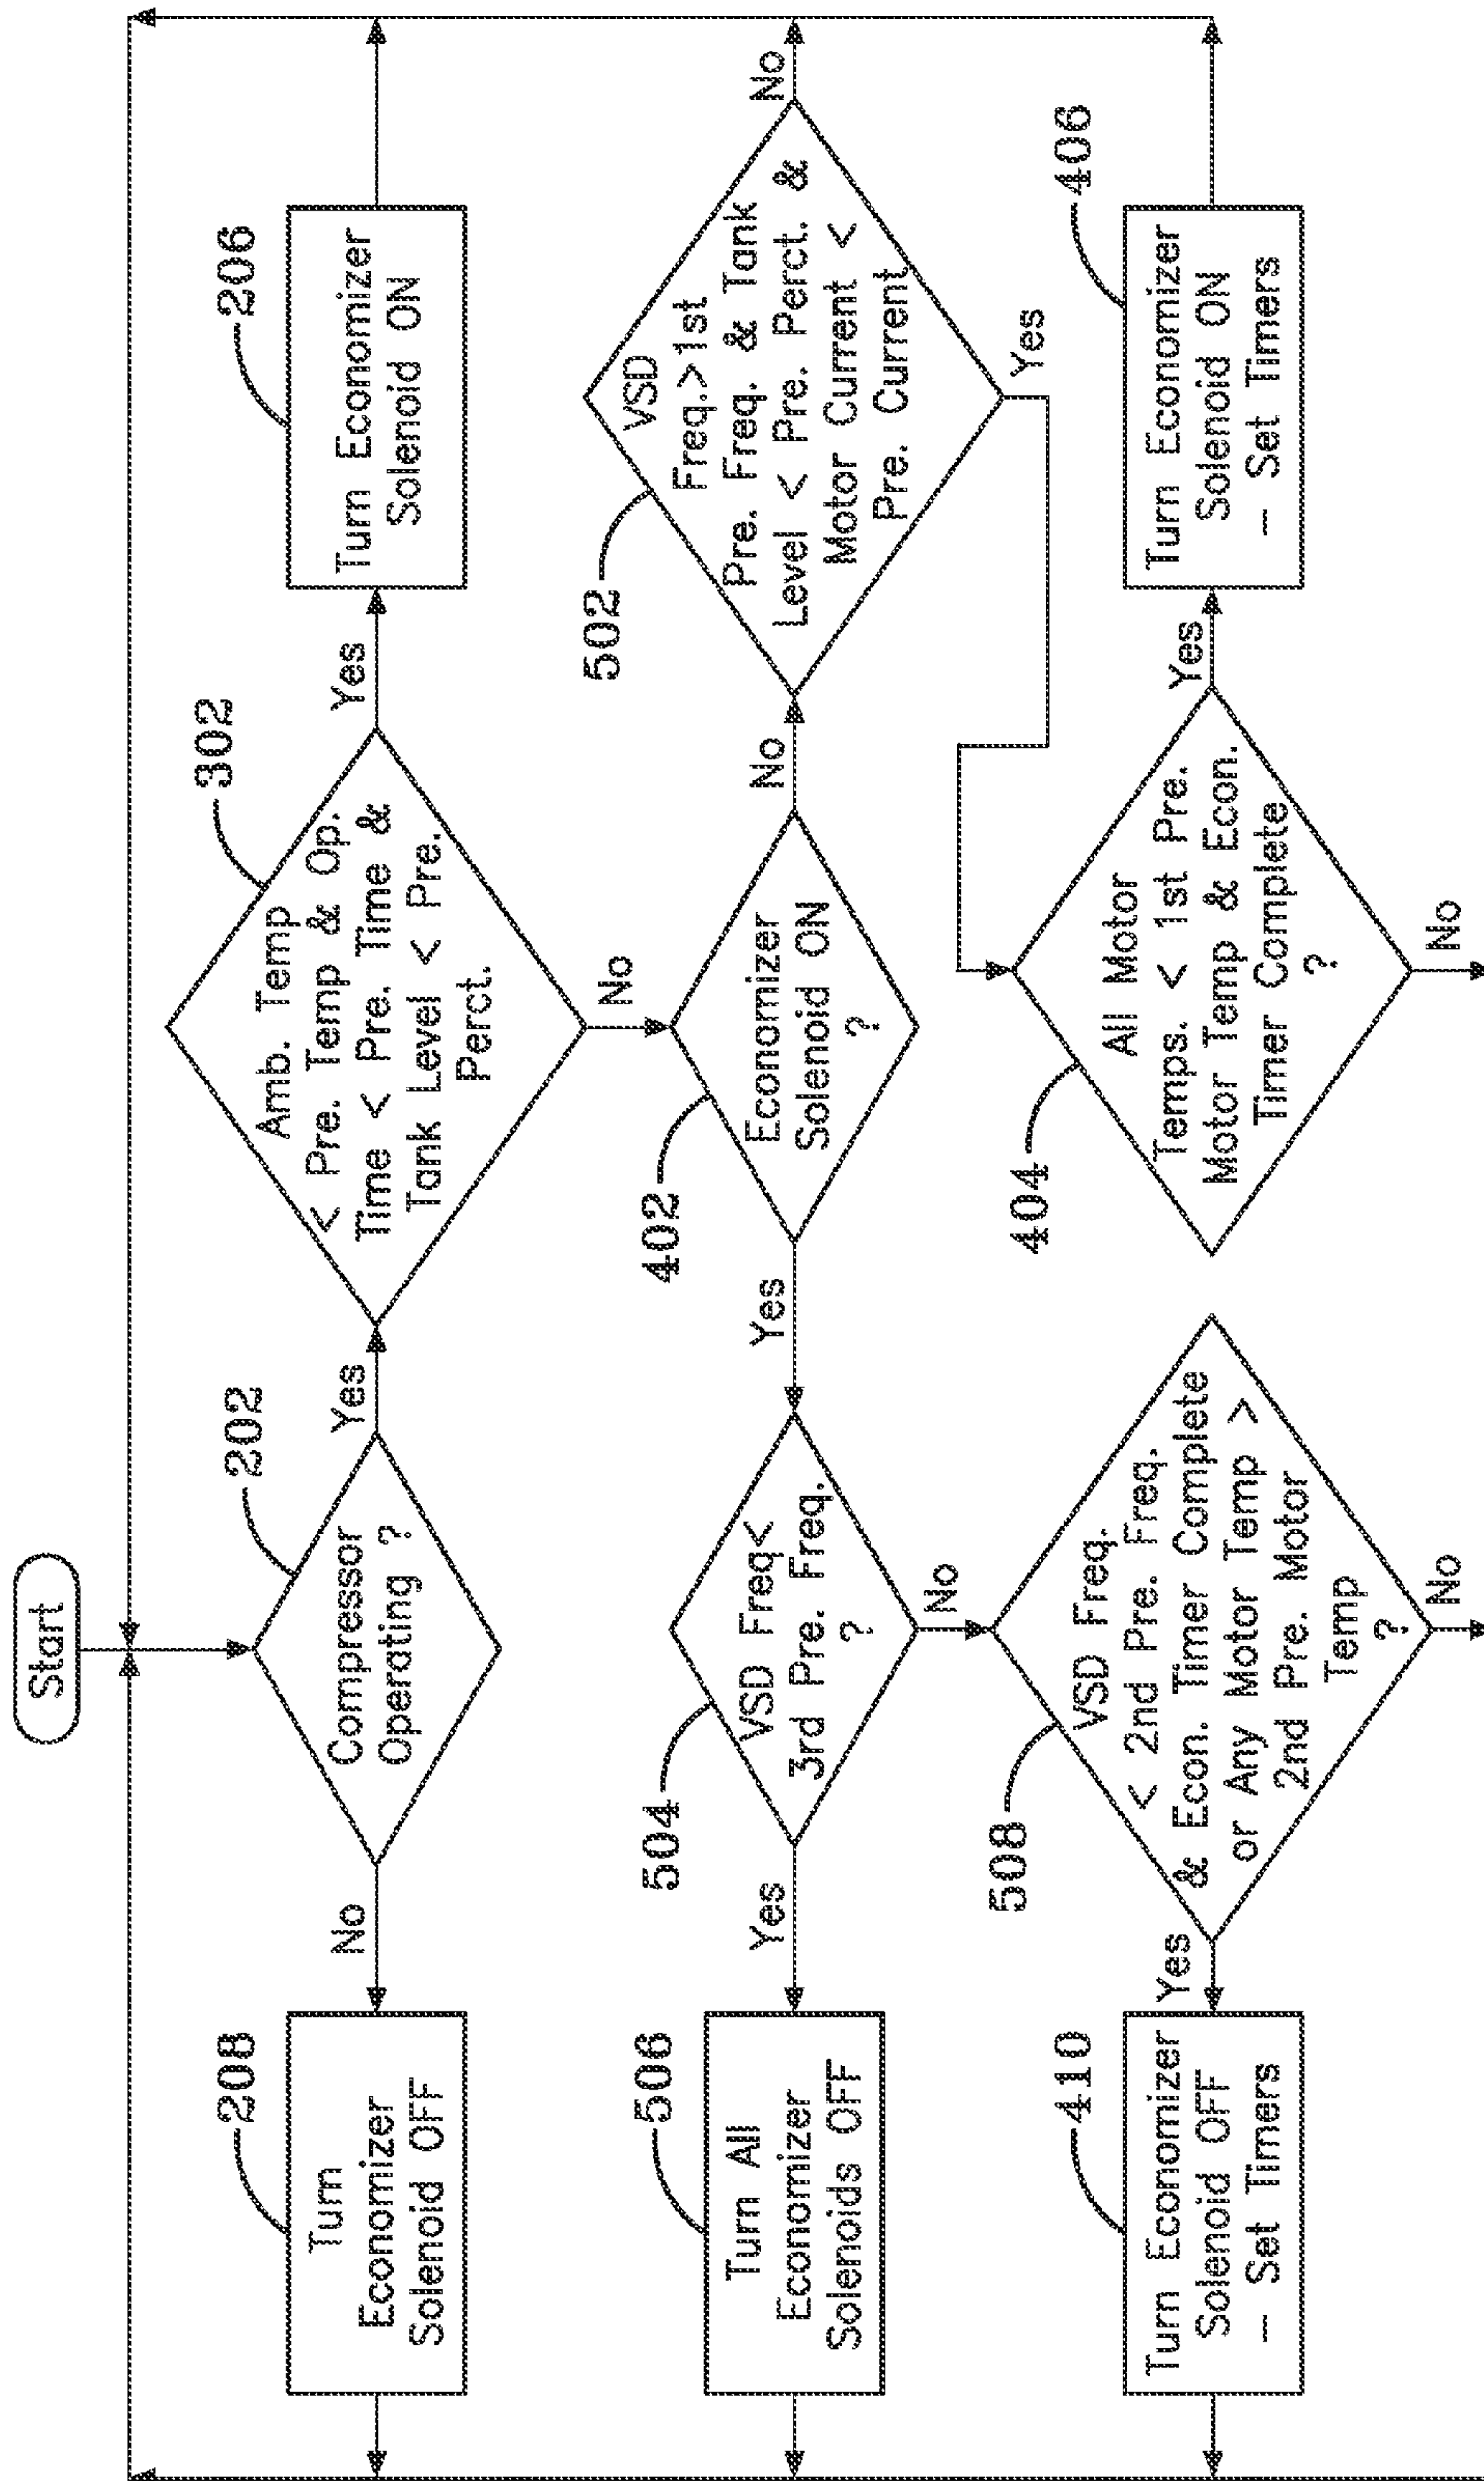 Start
208
Turn
Economizer
Solenoid OFF
No
202
Compressor
Operating ?
Yes
302
Amb. Temp
< Pre. Temp & Op.
Time < Pre. Time &
Tank Level < Pre.
Perct.
Yes
206
Turn Economizer
Solenoid ON
No
506
Turn All
Economizer
Solenoids OFF
Yes
504
VSD Freq<
3rd Pre. Freq.
?
Yes
402
Economizer
Solenoid ON
?
No
502
VSD
Freq.>1st
Pre. Freq. & Tank
Level < Pre. Perct. &
Motor Current <
Pre. Current
No
No
Yes
410
Turn Economizer
Solenoid OFF
- Set Timers
Yes
508
VSD Freq.
< 2nd Pre. Freq.
& Econ. Timer Complete
or Any Motor Temp >
2nd Pre. Motor
Temp
?
No
404
All Motor
Temps. < 1st Pre.
Motor Temp & Econ.
Timer Complete
?
Yes
406
Turn Economizer
Solenoid ON
- Set Timers
No